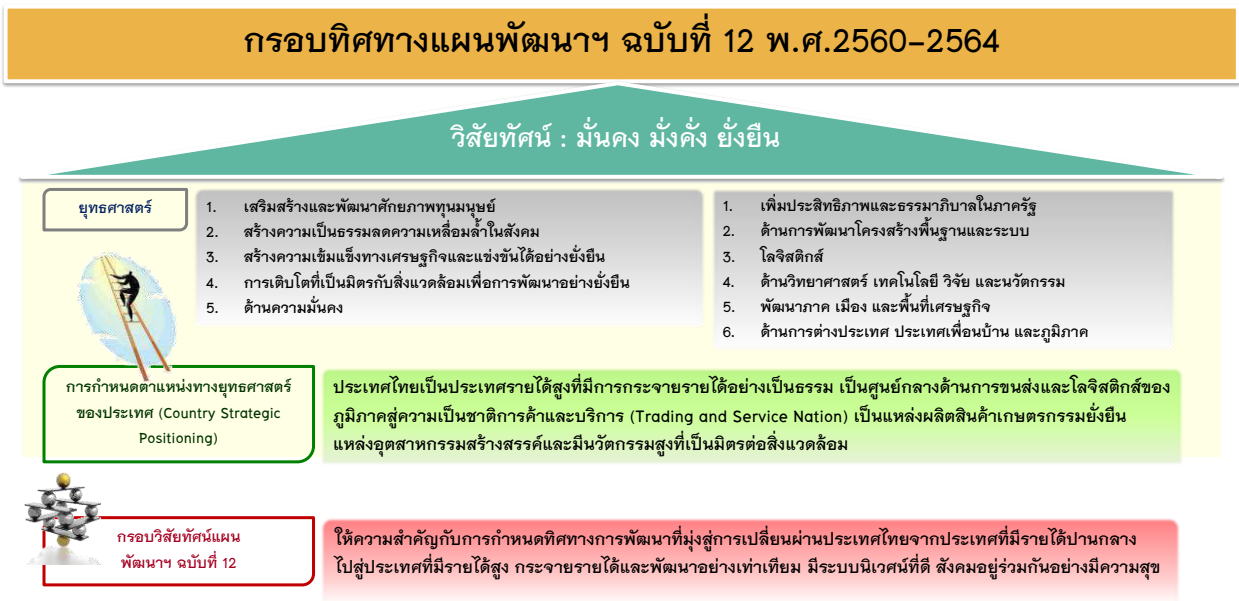 กรอบทิศทางแผนพัฒนาฯ ฉบับที่ 12 พ.ศ.2560-2564
วิสัยทัศน์ : มั่นคง มั่งคั่ง ยั่งยืน
ยุทธศาสตร์
1. เสริมสร้างและพัฒนาศักยภาพทุนมนุษย์
2. สร้างความเป็นธรรมลดความเหลื่อมล้ำในสังคม
3. สร้างความเข้มแข็งทางเศรษฐกิจและแข่งขันได้อย่างยั่งยืน
4. การเติบโตที่เป็นมิตรกับสิ่งแวดล้อมเพื่อการพัฒนาอย่างยั่งยืน
5. ด้านความมั่นคง
1. เพิ่มประสิทธิภาพและธรรมาภิบาลในภาครัฐ
2. ด้านการพัฒนาโครงสร้างพื้นฐานและระบบ
3. โลจิสติกส์
4. ด้านวิทยาศาสตร์ เทคโนโลยี วิจัย และนวัตกรรม
5. พัฒนาภาค เมือง และพื้นที่เศรษฐกิจ
6. ด้านการต่างประเทศ ประเทศเพื่อนบ้าน และภูมิภาค
การกำหนดตำแหน่งทางยุทธศาสตร์
ของประเทศ (Country Strategic
Positioning)
ประเทศไทยเป็นประเทศรายได้สูงที่มีการกระจายรายได้อย่างเป็นธรรม เป็นศูนย์กลางด้านการขนส่งและโลจิสติกส์ของ
ภูมิภาคสู่ความเป็นชาติการค้าและบริการ (Trading and Service Nation) เป็นแหล่งผลิตสินค้าเกษตรกรรมยั่งยืน
แหล่งอุตสาหกรรมสร้างสรรค์และมีนวัตกรรมสูงที่เป็นมิตรต่อสิ่งแวดล้อม
กรอบวิสัยทัศน์แผน
พัฒนาฯ ฉบับที่ 12
ให้ความสำคัญกับการกำหนดทิศทางการพัฒนาที่มุ่งสู่การเปลี่ยนผ่านประเทศไทยจากประเทศที่มีรายได้ปานกลาง
ไปสู่ประเทศที่มีรายได้สูง กระจายรายได้และพัฒนาอย่างเท่าเทียม มีระบบนิเวศน์ที่ดี สังคมอยู่ร่วมกันอย่างมีความสุข